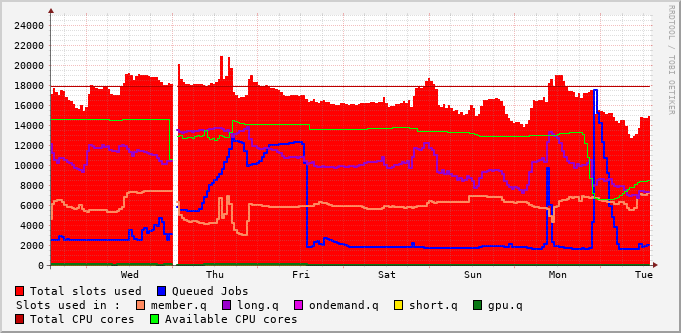 RRDTOOL / TOBI OETIKER
24000
22000
20000
18000
16000
14000
12000
10000
8000
6000
4000
2000
0
Wed Thu Fri Sat Sun Mon Tue
Total slots used Queued Jobs
Slots used in : member.q long.q ondemand.q short.q gpu.q
Total CPU cores Available CPU cores